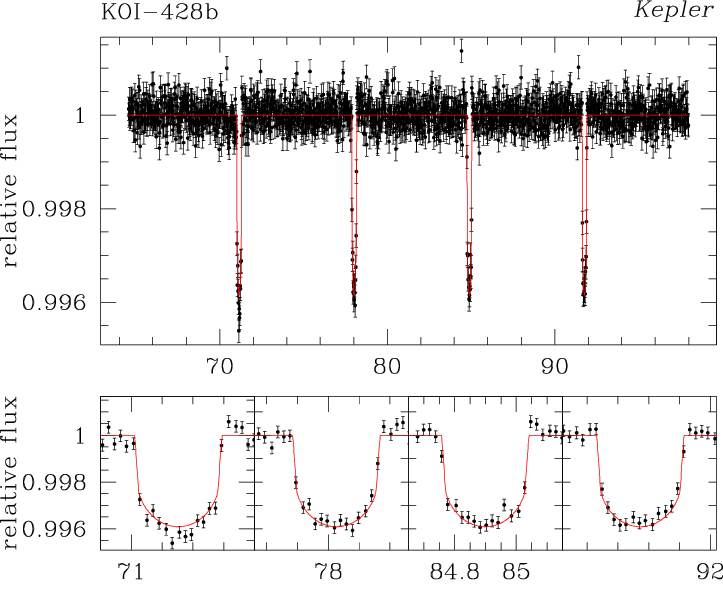 KOI−428b
Kepler
relative flux
1
0.998
0.996
70 80 90
relative flux
1
0.998
0.996
71 78 84.8 85 92